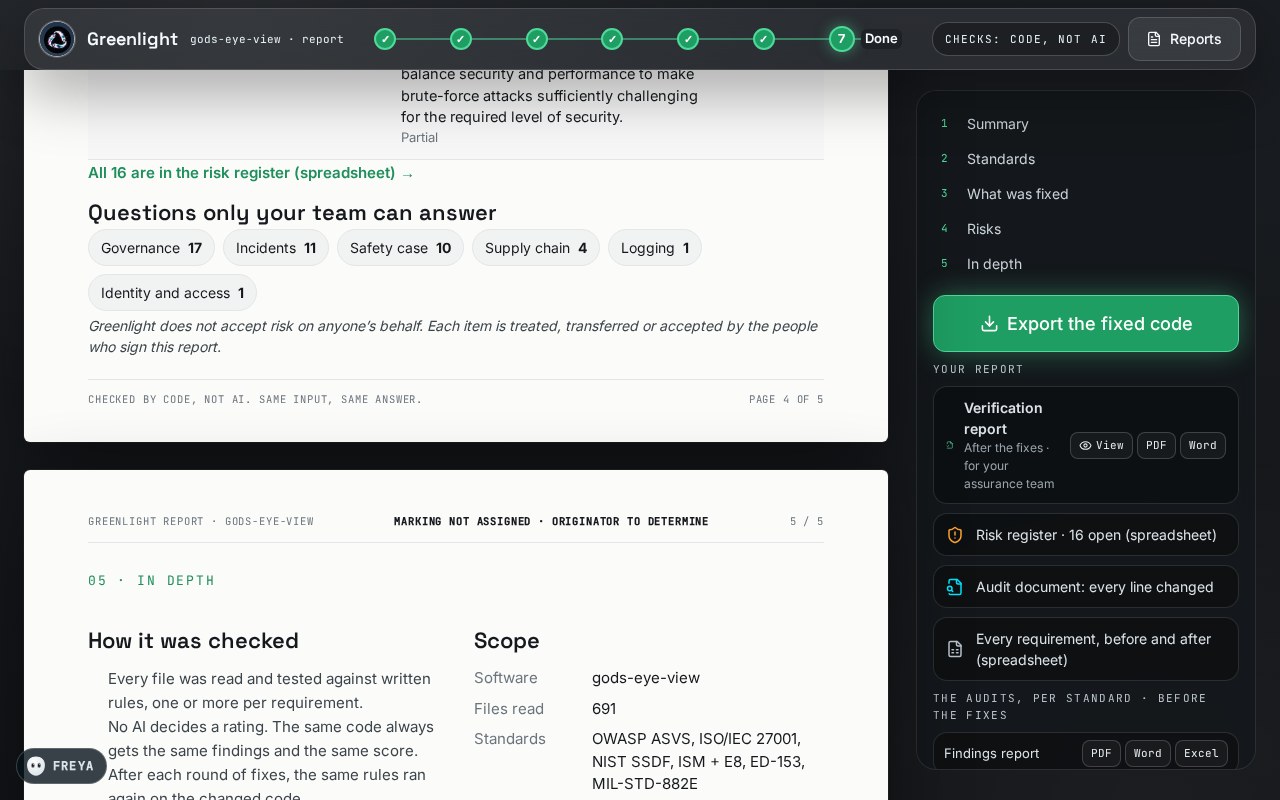 Greenlight
gods-eye-view · report
7 Done
CHECKS: CODE, NOT AI
Reports
balance security and performance to make
brute-force attacks sufficiently challenging
for the required level of security.
Partial
All 16 are in the risk register (spreadsheet) →
Questions only your team can answer
Governance 17
Incidents 11
Safety case 10
Supply chain 4
Logging 1
Identity and access 1
Greenlight does not accept risk on anyone's behalf. Each item is treated, transferred or accepted by the people
who sign this report.
CHECKED BY CODE, NOT AI. SAME INPUT, SAME ANSWER.
PAGE 4 OF 5
GREENLIGHT REPORT · GODS-EYE-VIEW
MARKING NOT ASSIGNED · ORIGINATOR TO DETERMINE
5 / 5
05 · IN DEPTH
How it was checked
Every file was read and tested against written
rules, one or more per requirement.
No AI decides a rating. The same code always
gets the same findings and the same score.
After each round of fixes, the same rules ran
again on the changed code.
Scope
Software gods-eye-view
Files read 691
Standards OWASP ASVS, ISO/IEC 27001,
NIST SSDF, ISM + E8, ED-153,
MIL-STD-882E
FREYA
1 Summary
2 Standards
3 What was fixed
4 Risks
5 In depth
Export the fixed code
YOUR REPORT
Verification
report
After the fixes ·
for your
assurance team
View
PDF
Word
Risk register · 16 open (spreadsheet)
Audit document: every line changed
Every requirement, before and after
(spreadsheet)
THE AUDITS, PER STANDARD · BEFORE
THE FIXES
Findings report
PDF
Word
Excel